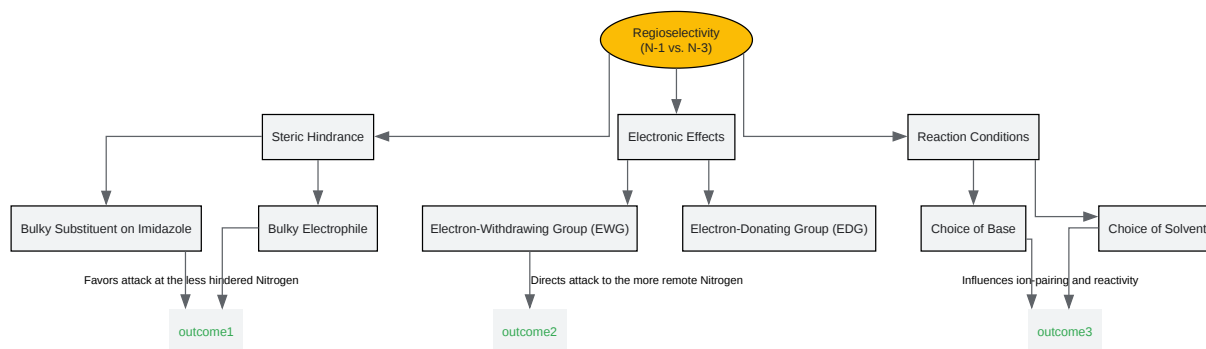 Regioselectivity
(N-1 vs. N-3)
Steric Hindrance
Electronic Effects
Reaction Conditions
Bulky Substituent on Imidazole
Bulky Electrophile
Electron-Withdrawing Group (EWG)
Electron-Donating Group (EDG)
Choice of Base
Choice of Solvent
Favors attack at the less hindered Nitrogen
Directs attack to the more remote Nitrogen
Influences ion-pairing and reactivity
outcome1
outcome2
outcome3